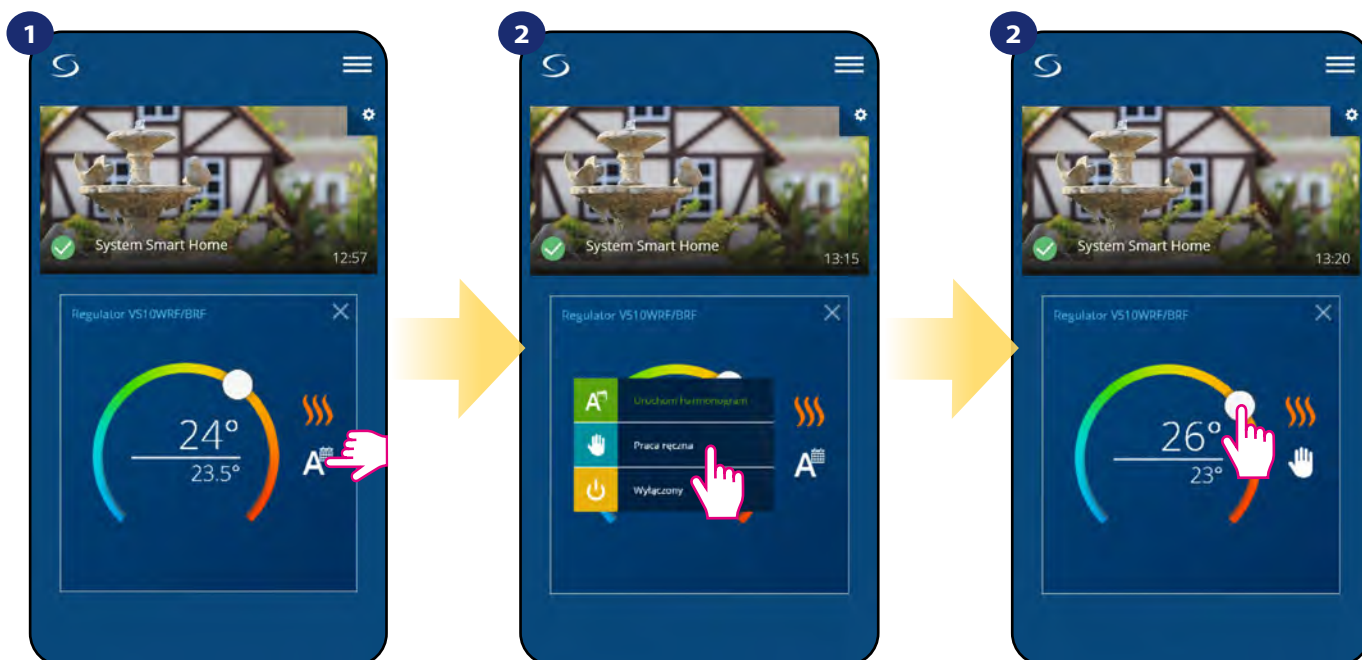 1
System Smart Home
12:57
Regulator VS10WRF/BRF
24°
23.5°
A
2
System Smart Home
13:15
Regulator VS10WRF/BRF
A
Uruchom harmonogram
Praca ręczna
A
Wyłączony
2
System Smart Home
13:20
Regulator VS10WRF/BRF
26°
23°